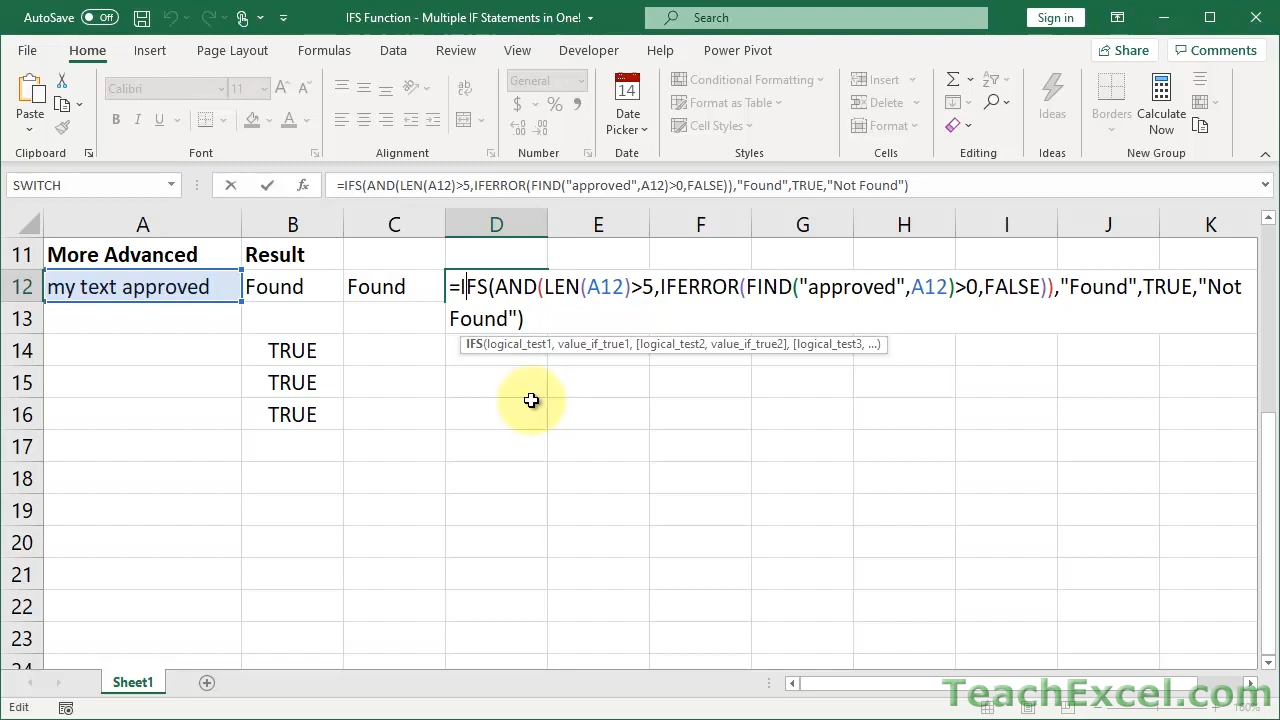 AutoSave Off IFS Function - Multiple IF Statements in One! Search Sign in
File Home Insert Page Layout Formulas Data Review View Developer Help Power Pivot Share Comments
Paste
Clipboard
Calibri 11
B I U A
Font
Alignment
General
$ % 9
Number
14
Date
Picker
Date
Conditional Formatting
Format as Table
Cell Styles
Styles
Insert
Delete
Format
Cells
Editing
Ideas
Ideas
Borders Calculate
Now
New Group
SWITCH fx =IFS(AND(LEN(A12)>5,IFERROR(FIND("approved",A12)>0,FALSE)),"Found",TRUE,"Not Found")
A B C D E F G H I J K
11 More Advanced Result
12 my text approved Found Found =IFS(AND(LEN(A12)>5,IFERROR(FIND("approved",A12)>0,FALSE)),"Found",TRUE,"Not
13 Found")
IFS(logical_test1, value_if_true1, [logical_test2, value_if_true2], [logical_test3, ...)
14 TRUE
15 TRUE
16 TRUE
17
18
19
20
21
22
23
24
Sheet1
Edit
100%
TeachExcel.com